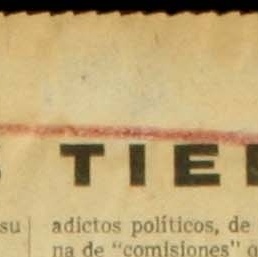 TIE
su
adictos políticos, de
na de "comisiones"